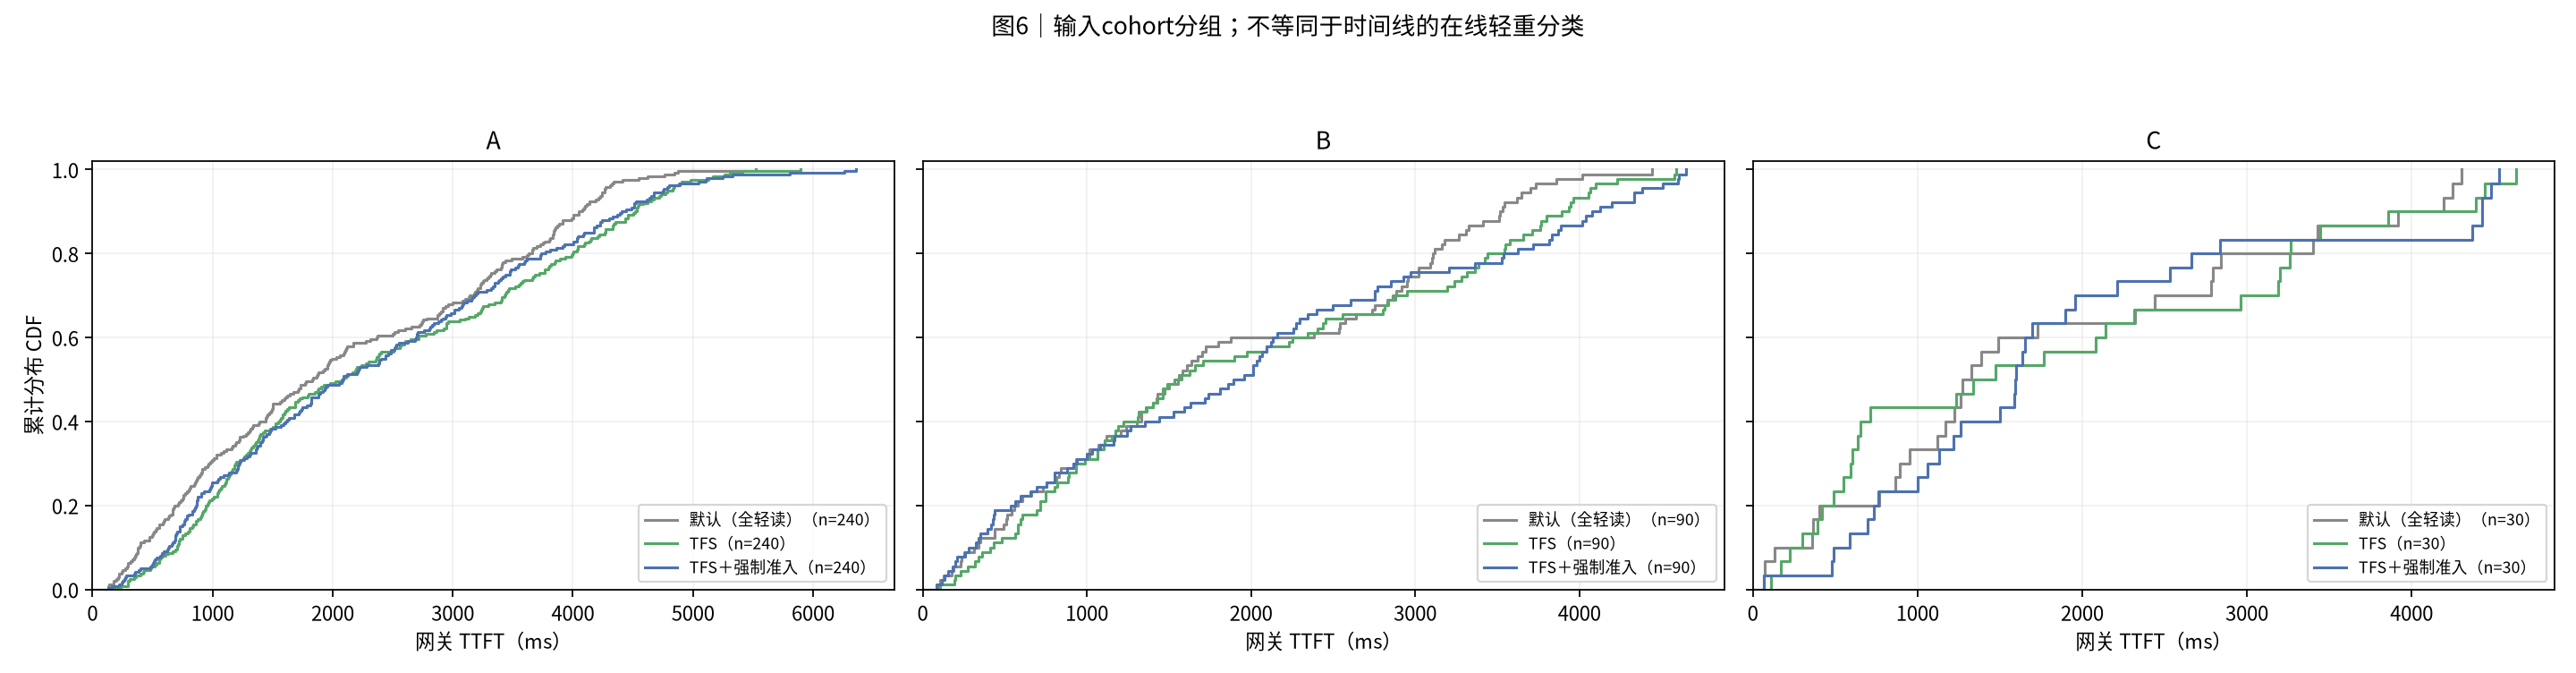 图6｜输入cohort分组；不等同于时间线的在线轻重分类
A
累计分布 CDF
1.0
0.8
0.6
0.4
0.2
0.0
0
1000
2000
3000
4000
5000
6000
网关 TTFT（ms）
默认（全轻读）（n=240）
TFS（n=240）
TFS＋强制准入（n=240）
B
0
1000
2000
3000
4000
网关 TTFT（ms）
默认（全轻读）（n=90）
TFS（n=90）
TFS＋强制准入（n=90）
C
0
1000
2000
3000
4000
网关 TTFT（ms）
默认（全轻读）（n=30）
TFS（n=30）
TFS＋强制准入（n=30）